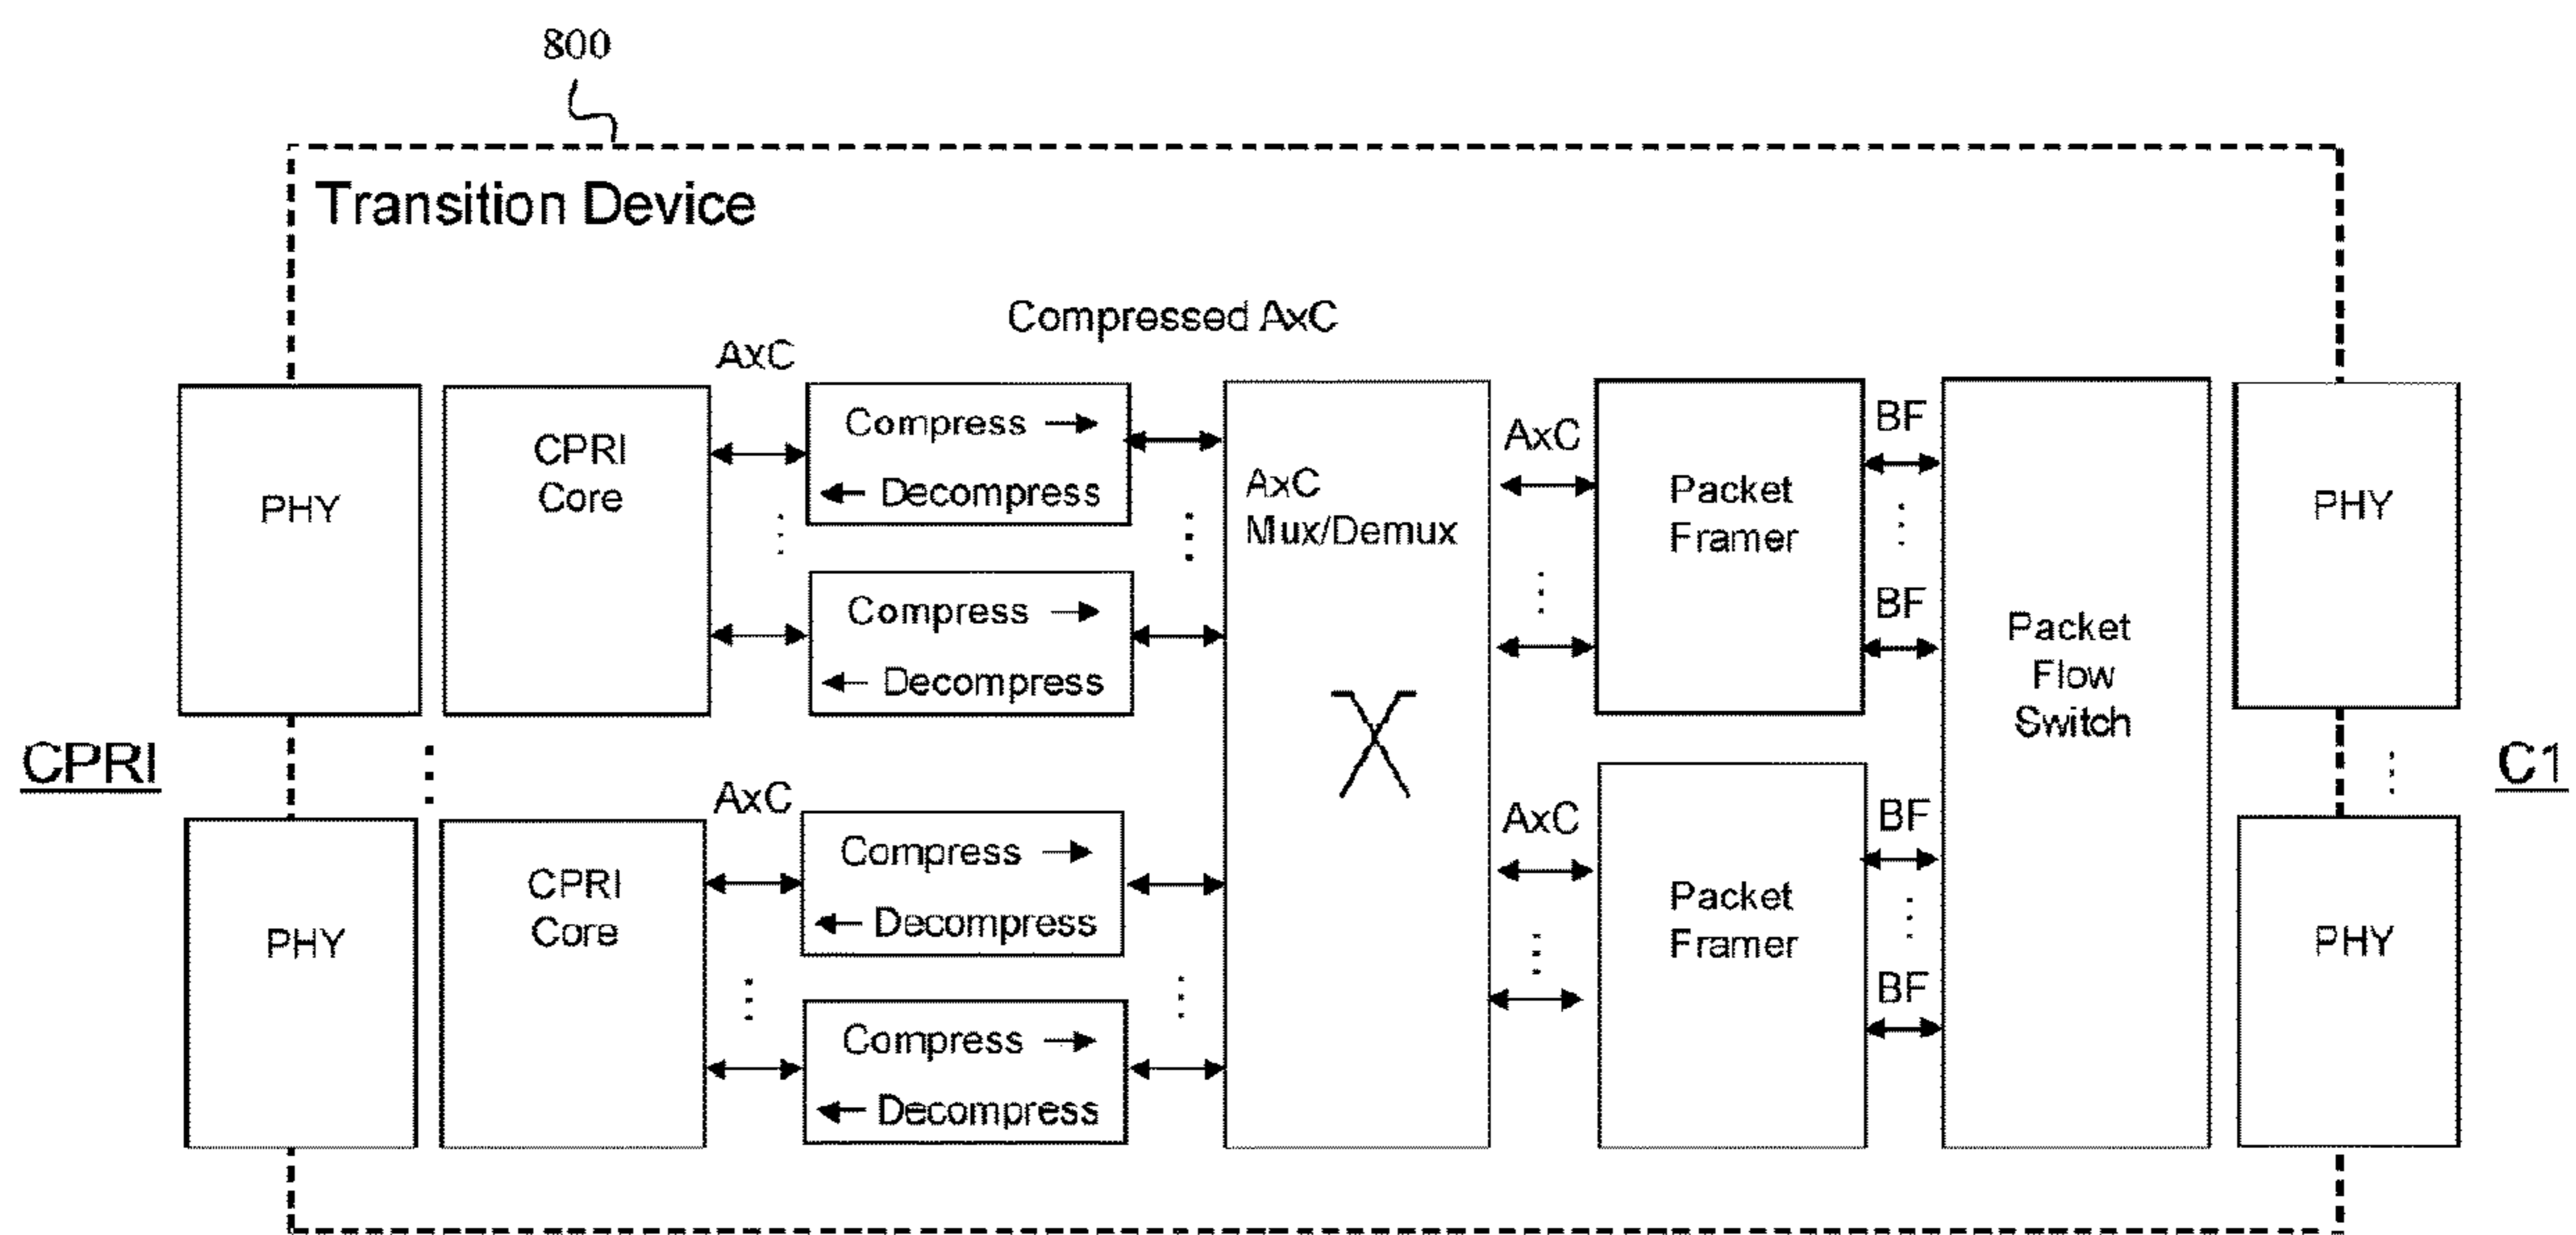 800
Transition Device
Compressed AxC
AxC
PHY
CPRI
Core
Compress →
← Decompress
Compress →
← Decompress
AxC
Mux/Demux
AxC
Packet
Framer
BF
BF
Packet
Flow
Switch
PHY
CPRI
C1
PHY
CPRI
Core
AxC
Compress →
← Decompress
Compress →
← Decompress
AxC
Packet
Framer
BF
BF
PHY